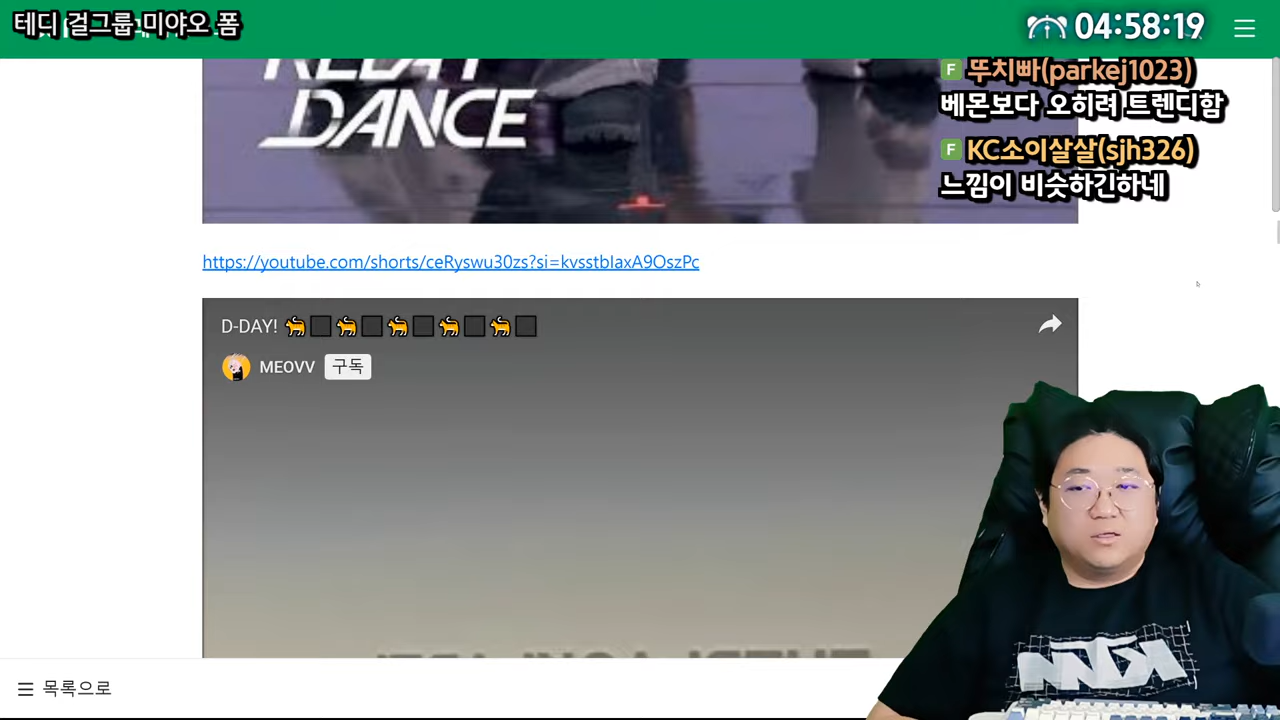 테디 걸그룹 미야오 폼
04:58:19
RELAY
DANCE
F 뚜치빠(parkej1023)
베몬보다 오히려 트렌디함
F KC소이살살(sjh326)
느낌이 비슷하긴하네
https://youtube.com/shorts/ceRyswu30zs?si=kvsstbIaxA9OszPc
D-DAY! 🐆⬛🐆⬛🐆⬛🐆⬛🐆⬛
MEOVV 구독
목록으로